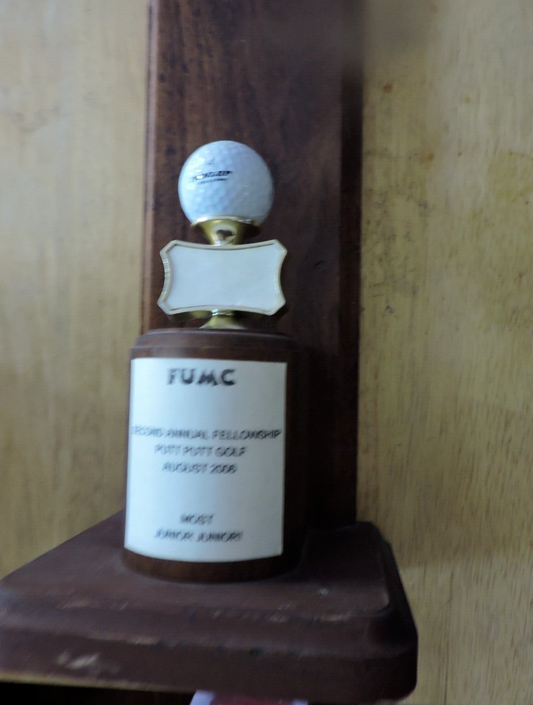 FUMC
SECOND ANNUAL FELLOWSHIP
PUTT PUTT GOLF
AUGUST 2006
MOST
JUNIOR JUNIOR!